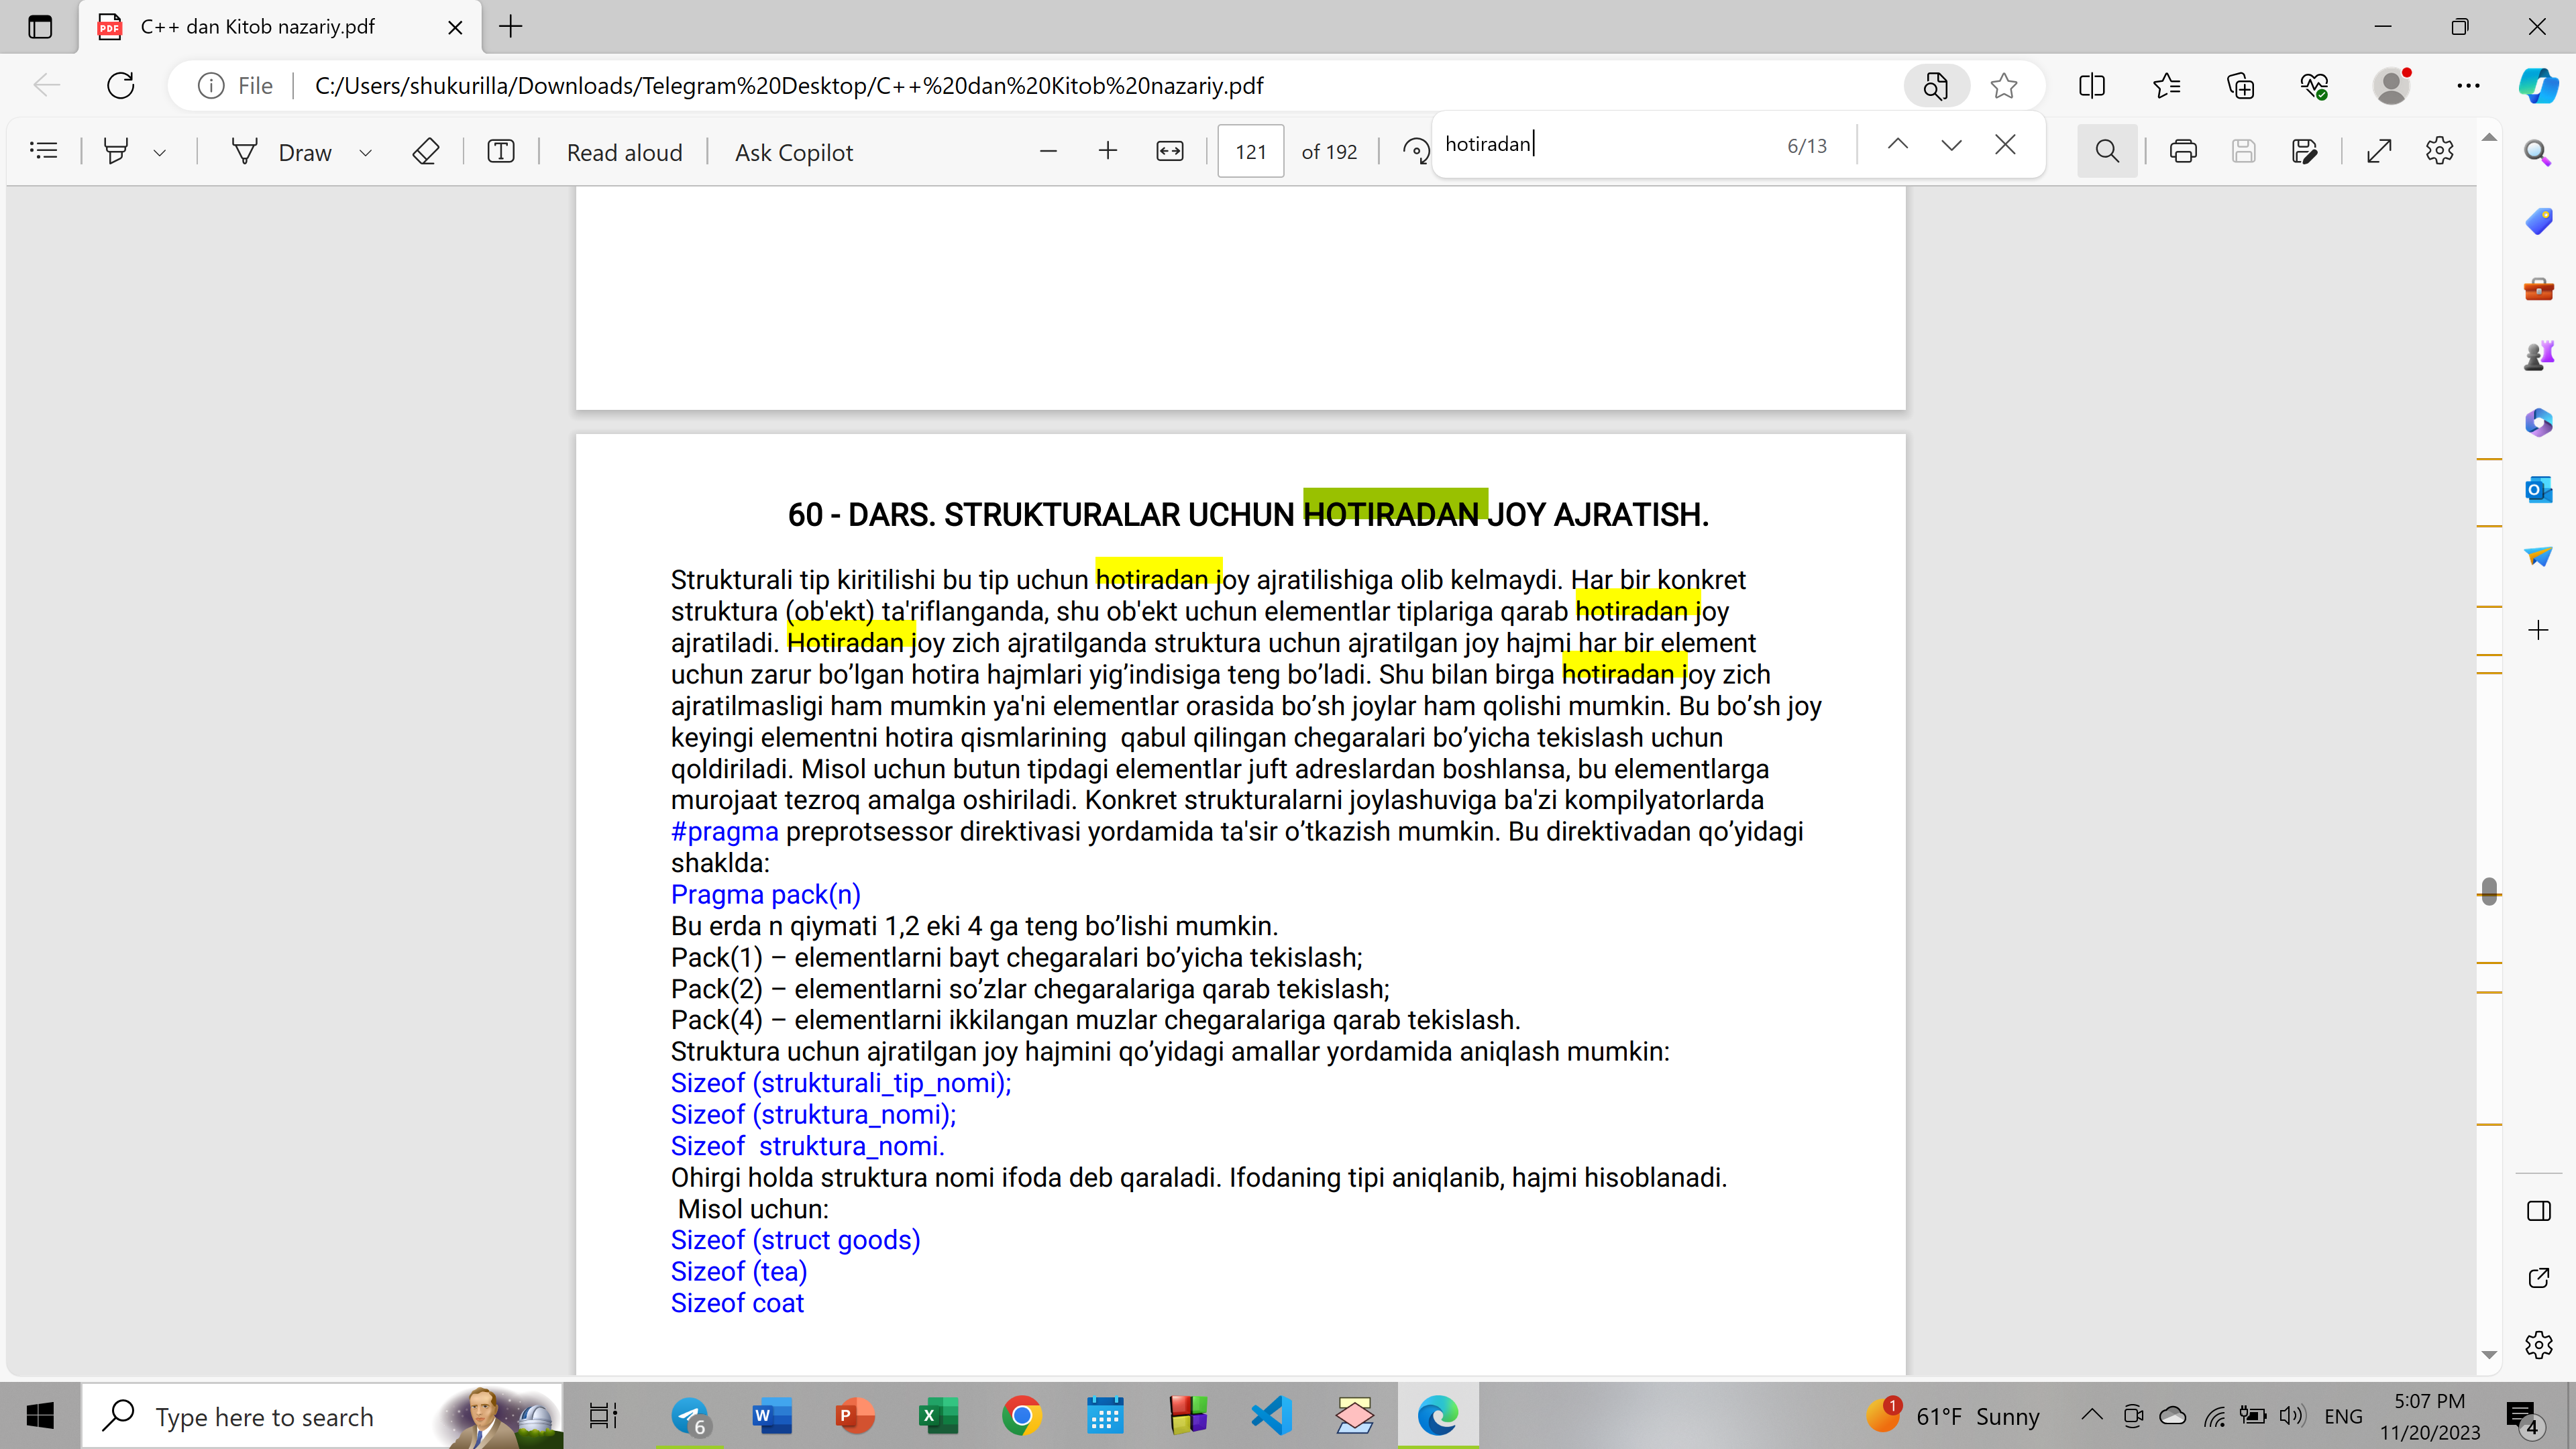 C++ dan Kitob nazariy.pdf
File
C:/Users/shukurilla/Downloads/Telegram%20Desktop/C++%20dan%20Kitob%20nazariy.pdf
Draw
Read aloud
Ask Copilot
121 of 192
hotiradan
6/13
60 - DARS. STRUKTURALAR UCHUN HOTIRADAN JOY AJRATISH.
Strukturali tip kiritilishi bu tip uchun hotiradan joy ajratilishiga olib kelmaydi. Har bir konkret
struktura (ob'ekt) ta'riflanganda, shu ob'ekt uchun elementlar tiplariga qarab hotiradan joy
ajratiladi. Hotiradan joy zich ajratilganda struktura uchun ajratilgan joy hajmi har bir element
uchun zarur bo’lgan hotira hajmlari yig’indisiga teng bo’ladi. Shu bilan birga hotiradan joy zich
ajratilmasligi ham mumkin ya'ni elementlar orasida bo’sh joylar ham qolishi mumkin. Bu bo’sh joy
keyingi elementni hotira qismlarining  qabul qilingan chegaralari bo’yicha tekislash uchun
qoldiriladi. Misol uchun butun tipdagi elementlar juft adreslardan boshlansa, bu elementlarga
murojaat tezroq amalga oshiriladi. Konkret strukturalarni joylashuviga ba'zi kompilyatorlarda
#pragma preprotsessor direktivasi yordamida ta'sir o’tkazish mumkin. Bu direktivadan qo’yidagi
shaklda:
Pragma pack(n)
Bu erda n qiymati 1,2 eki 4 ga teng bo’lishi mumkin.
Pack(1) – elementlarni bayt chegaralari bo’yicha tekislash;
Pack(2) – elementlarni so’zlar chegaralariga qarab tekislash;
Pack(4) – elementlarni ikkilangan muzlar chegaralariga qarab tekislash.
Struktura uchun ajratilgan joy hajmini qo’yidagi amallar yordamida aniqlash mumkin:
Sizeof (strukturali_tip_nomi);
Sizeof (struktura_nomi);
Sizeof  struktura_nomi.
Ohirgi holda struktura nomi ifoda deb qaraladi. Ifodaning tipi aniqlanib, hajmi hisoblanadi.
Misol uchun:
Sizeof (struct goods)
Sizeof (tea)
Sizeof coat
Type here to search
6
1
61°F Sunny
ENG
5:07 PM
11/20/2023
4